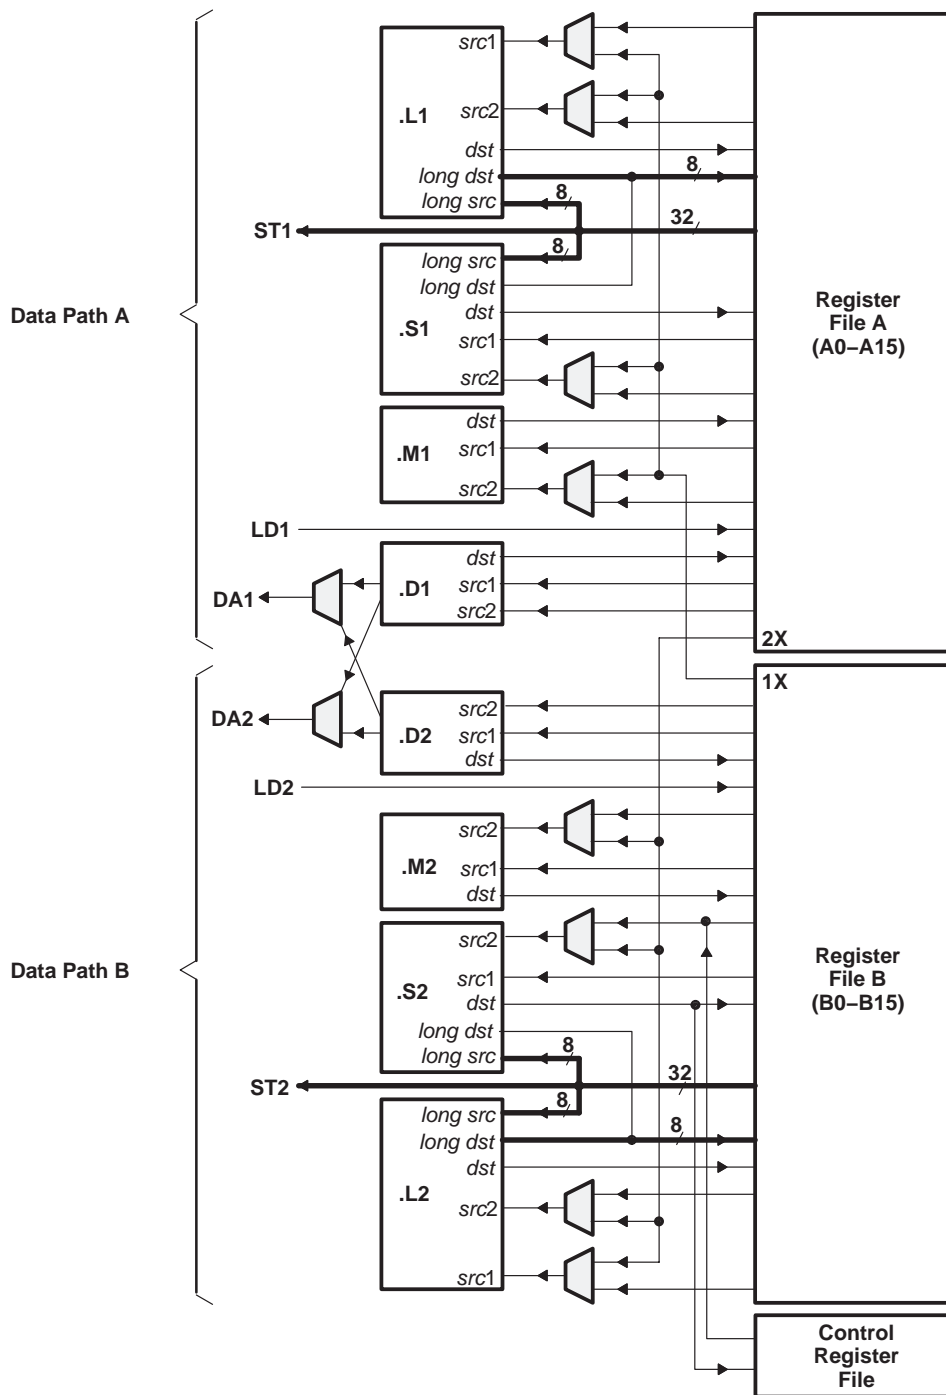 src1
.L1
src2
dst
long dst
8
long src
8
ST1
32
8
long src
long dst
dst
.S1
src1
src2
Data Path A
Register
File A
(A0–A15)
dst
.M1
src1
src2
LD1
dst
.D1
src1
src2
DA1
2X
1X
DA2
src2
.D2
src1
dst
LD2
src2
.M2
src1
dst
src2
.S2
src1
dst
long dst
long src
8
Data Path B
Register
File B
(B0–B15)
ST2
32
8
long src
long dst
8
dst
.L2
src2
src1
Control
Register
File